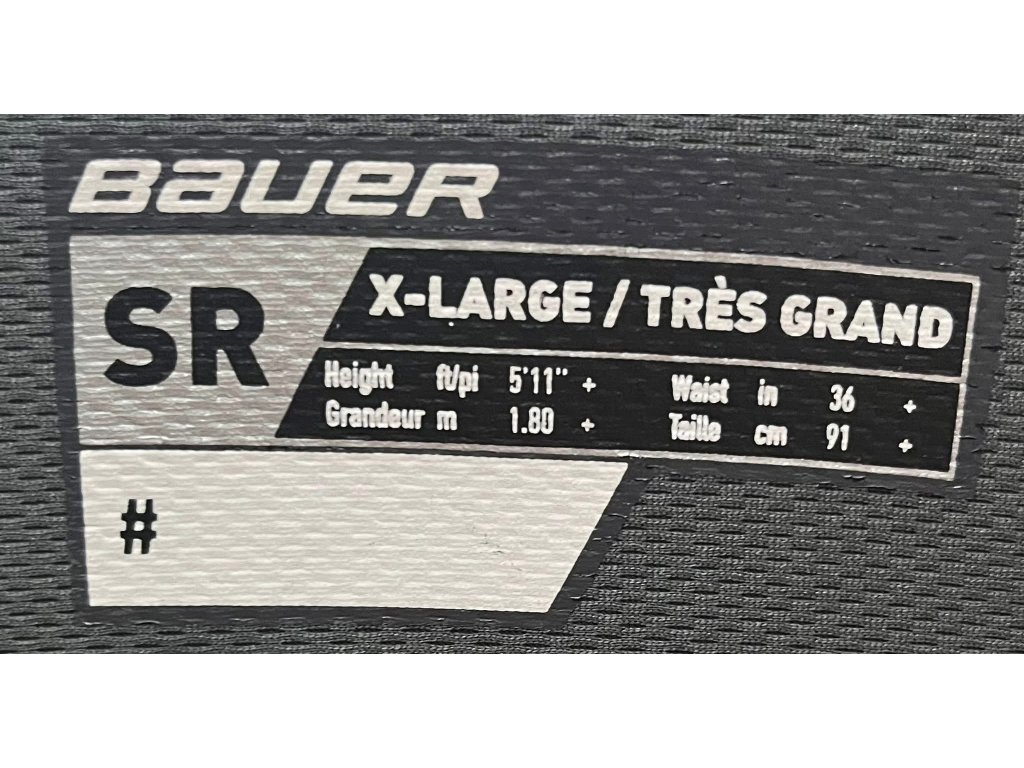 BAUER
SR
X-LARGE / TRÈS GRAND
Height ft/pi 5'11" + Waist in 36 +
Grandeur m 1.80 + Taille cm 91 +
#